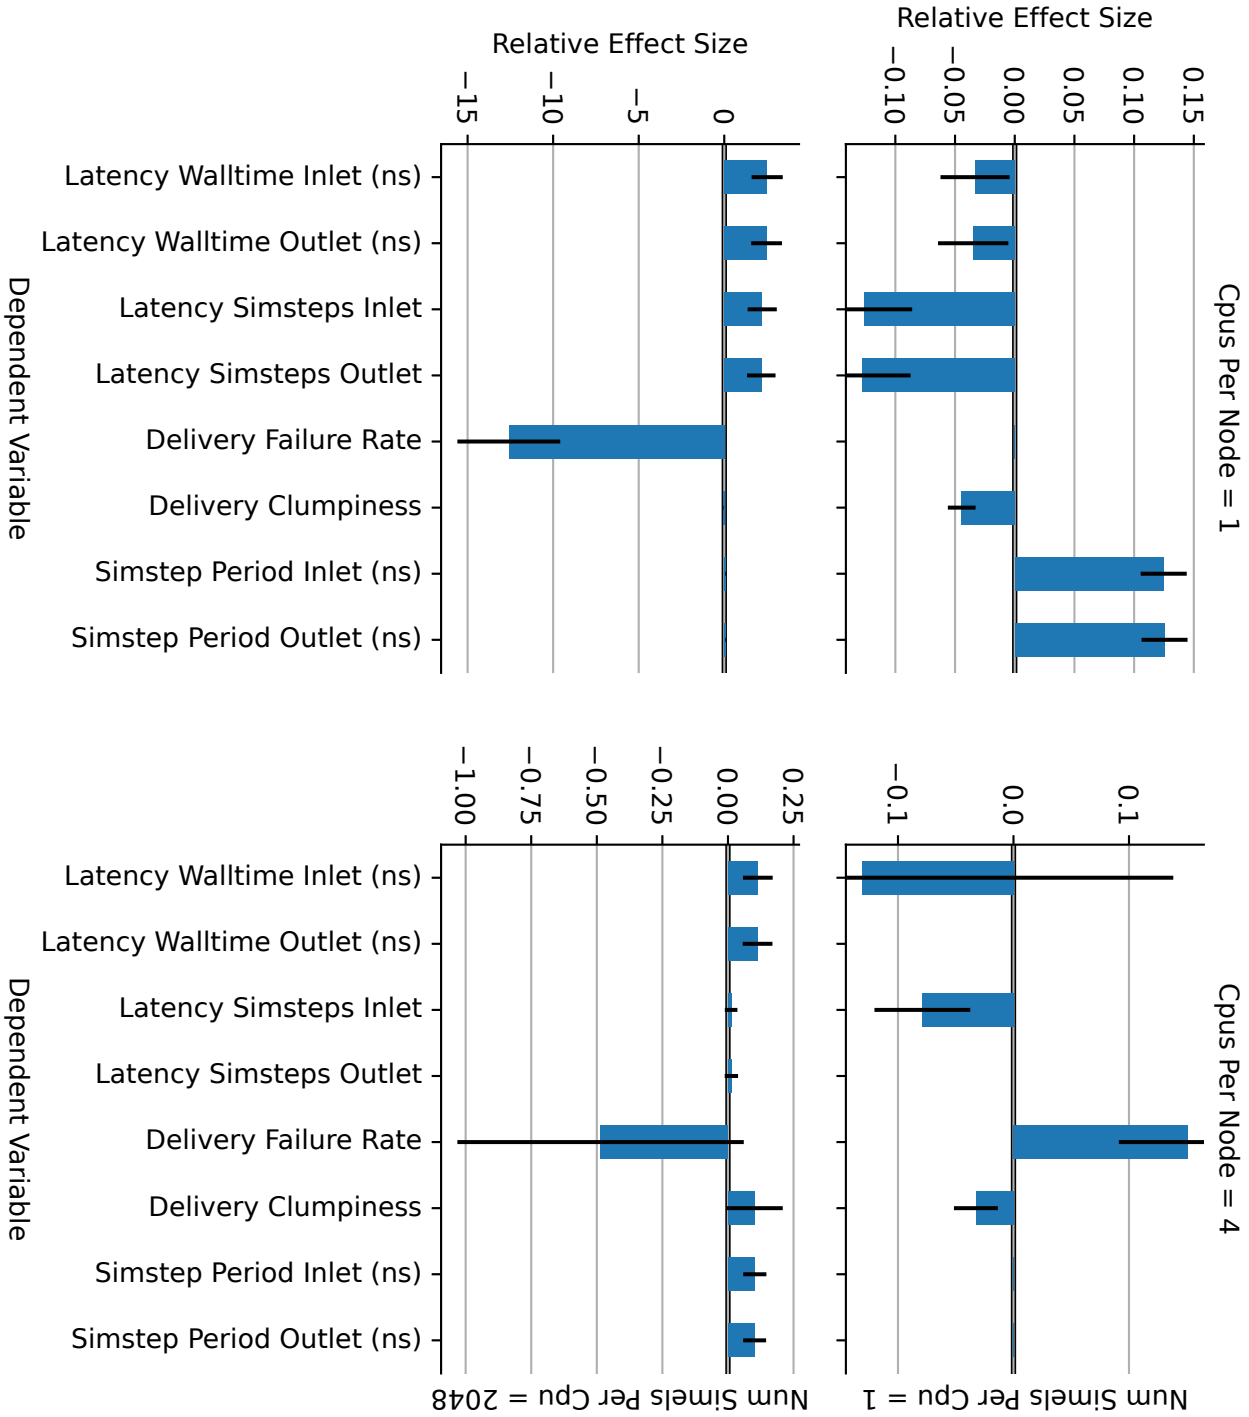 Relative Effect Size
Relative Effect Size
−15
−10
−5
0
−0.10
−0.05
0.00
0.05
0.10
0.15
Cpus Per Node = 1
Latency Walltime Inlet (ns)
Latency Walltime Outlet (ns)
Latency Simsteps Inlet
Latency Simsteps Outlet
Delivery Failure Rate
Delivery Clumpiness
Simstep Period Inlet (ns)
Simstep Period Outlet (ns)
Dependent Variable
−1.00
−0.75
−0.50
−0.25
0.00
0.25
−0.1
0.0
0.1
Cpus Per Node = 4
Latency Walltime Inlet (ns)
Latency Walltime Outlet (ns)
Latency Simsteps Inlet
Latency Simsteps Outlet
Delivery Failure Rate
Delivery Clumpiness
Simstep Period Inlet (ns)
Simstep Period Outlet (ns)
Dependent Variable
Num Simels Per Cpu = 2048
Num Simels Per Cpu = 1